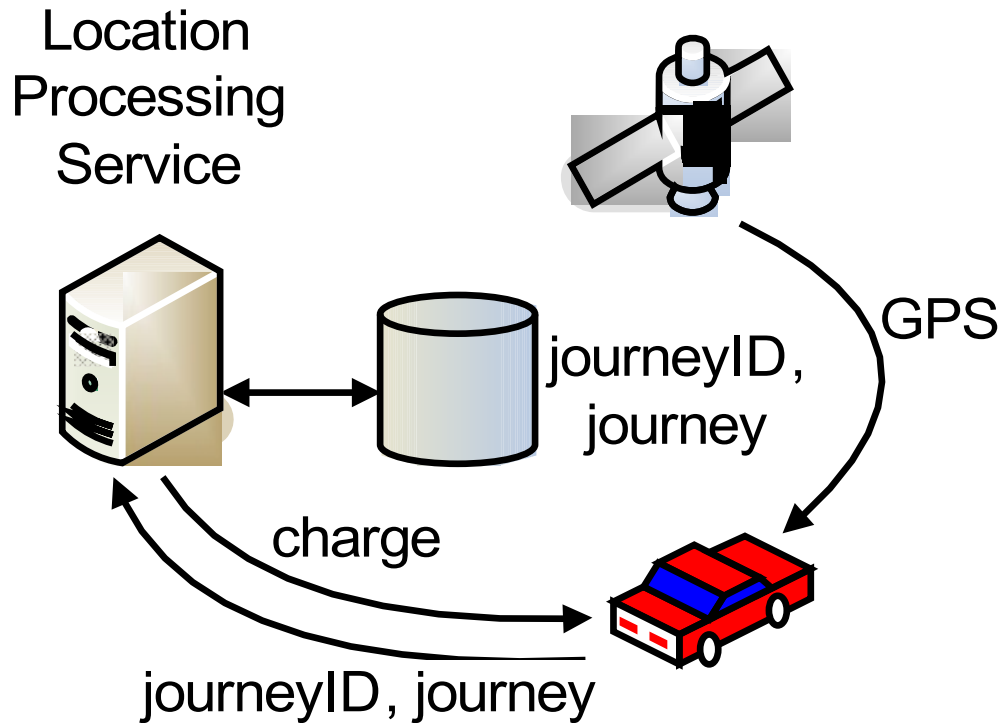 Location
Processing
Service
GPS
journeyID,
journey
charge
journeyID, journey